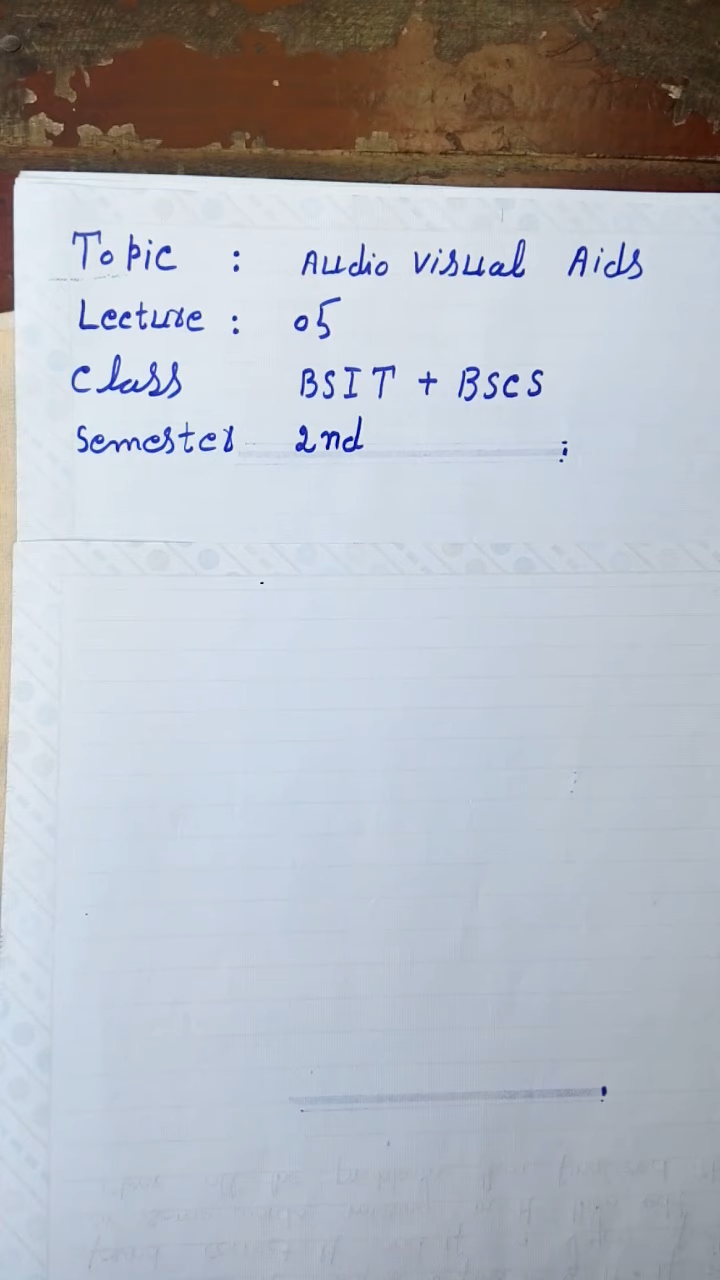 Topic : Audio Visual Aids
Lecture : 05
Class BSIT + BSCS
Semester 2nd